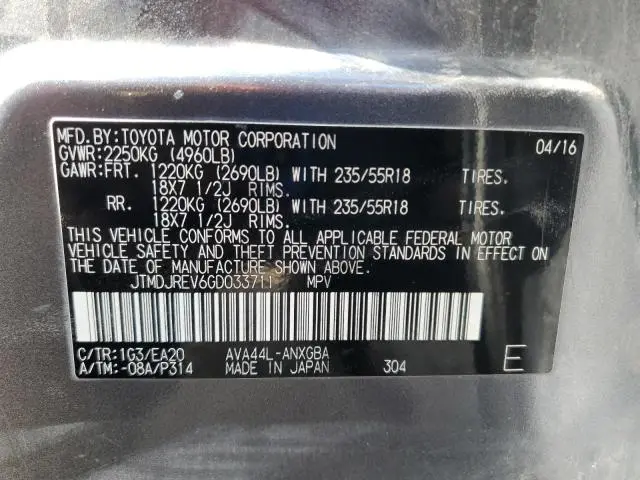 MFD.BY:TOYOTA MOTOR CORPORATION 04/16
GVWR:2250KG (4960LB)
GAWR:FRT. 1220KG (2690LB) WITH 235/55R18 TIRES.
18X7 1/2J RIMS.
RR. 1220KG (2690LB) WITH 235/55R18 TIRES.
18X7 1/2J RIMS.
THIS VEHICLE CONFORMS TO ALL APPLICABLE FEDERAL MOTOR
VEHICLE SAFETY AND THEFT PREVENTION STANDARDS IN EFFECT ON
THE DATE OF MANUFACTURE SHOWN ABOVE.
JTMDJREV6GD033711 MPV
C/TR:1G3/EA20 AVA44L-ANXGBA
A/TM:-08A/P314 MADE IN JAPAN 304 E